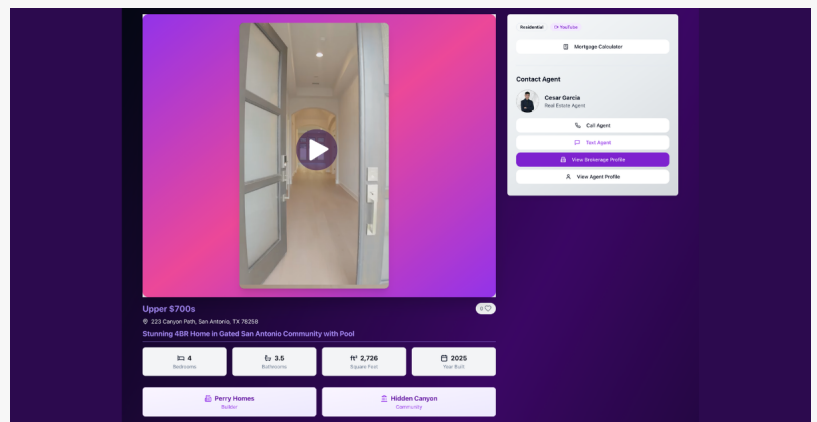 Upper $700s
0
223 Canyon Path, San Antonio, TX 78258
Stunning 4BR Home in Gated San Antonio Community with Pool
4
Bedrooms
3.5
Bathrooms
ft² 2,726
Square Feet
2025
Year Built
Perry Homes
Builder
Hidden Canyon
Community
Residential
YouTube
Mortgage Calculator
Contact Agent
Cesar Garcia
Real Estate Agent
Call Agent
Text Agent
View Brokerage Profile
View Agent Profile